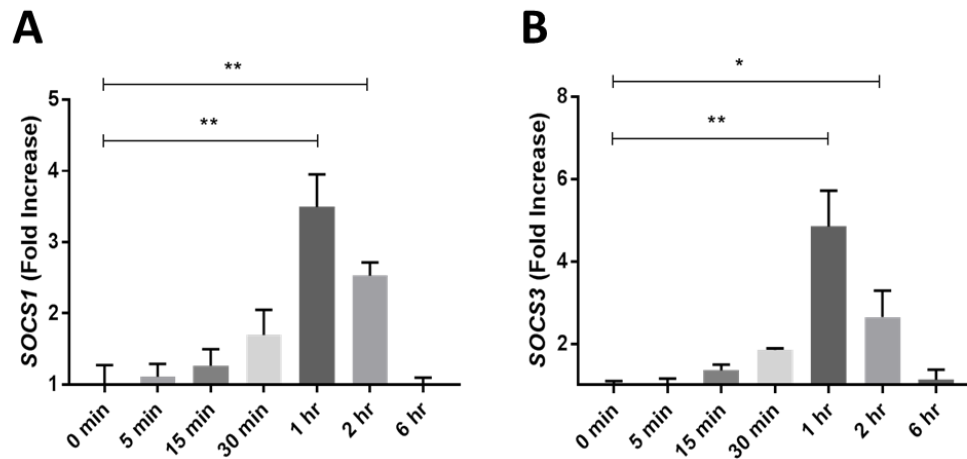 A
**
**
5
4
3
2
1
SOCS1 (Fold Increase)
0 min
5 min
15 min
30 min
1 hr
2 hr
6 hr
B
*
**
8
6
4
2
SOCS3 (Fold Increase)
0 min
5 min
15 min
30 min
1 hr
2 hr
6 hr